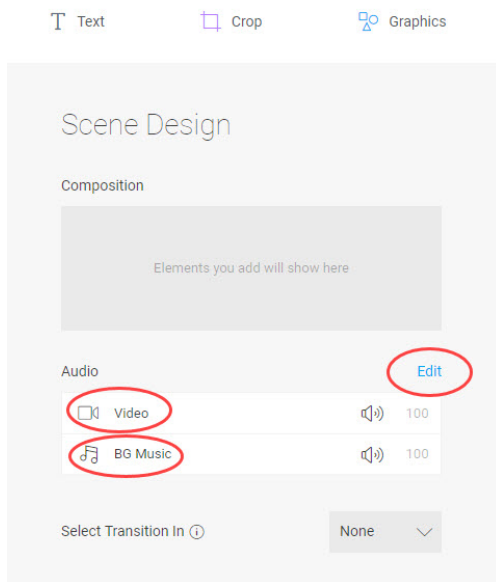 Text Crop Graphics
Scene Design
Composition
Elements you add will show here
Audio Edit
Video 100
BG Music 100
Select Transition In None